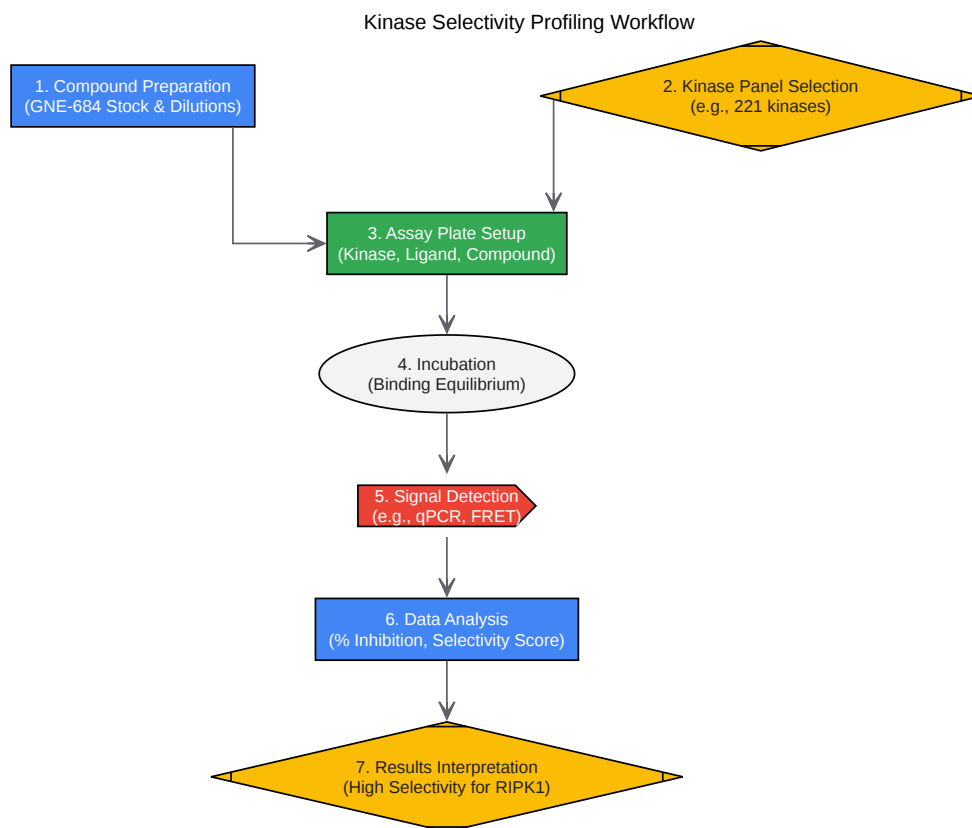 Kinase Selectivity Profiling Workflow
1. Compound Preparation
(GNE-684 Stock & Dilutions)
2. Kinase Panel Selection
(e.g., 221 kinases)
3. Assay Plate Setup
(Kinase, Ligand, Compound)
4. Incubation
(Binding Equilibrium)
5. Signal Detection
(e.g., qPCR, FRET)
6. Data Analysis
(% Inhibition, Selectivity Score)
7. Results Interpretation
(High Selectivity for RIPK1)